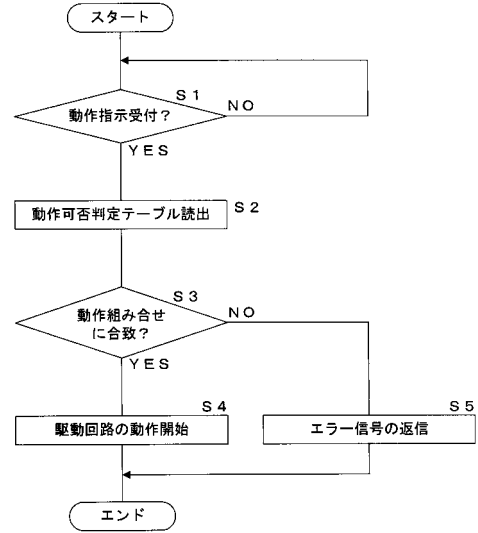 スタート
S1
動作指示受付?
NO
YES
動作可否判定テーブル読出
S2
S3
動作組み合せ
に合致?
NO
YES
S4
駆動回路の動作開始
S5
エラー信号の返信
エンド